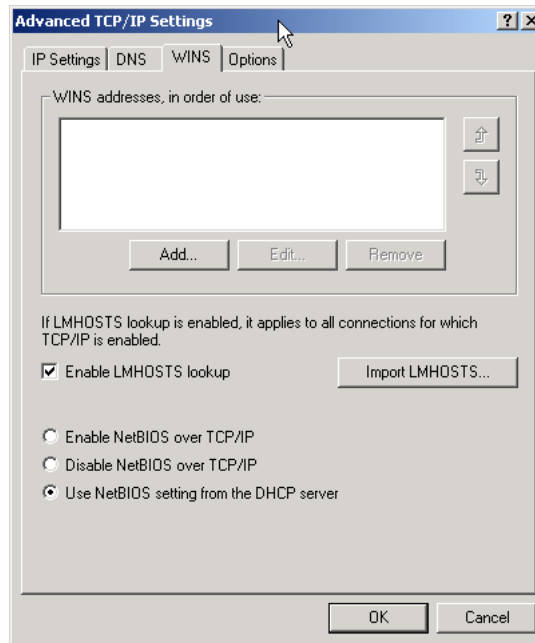 Advanced TCP/IP Settings
IP Settings DNS WINS Options
WINS addresses, in order of use:
Add... Edit... Remove
If LMHOSTS lookup is enabled, it applies to all connections for which
TCP/IP is enabled.
Enable LMHOSTS lookup Import LMHOSTS...
Enable NetBIOS over TCP/IP
Disable NetBIOS over TCP/IP
Use NetBIOS setting from the DHCP server
OK Cancel